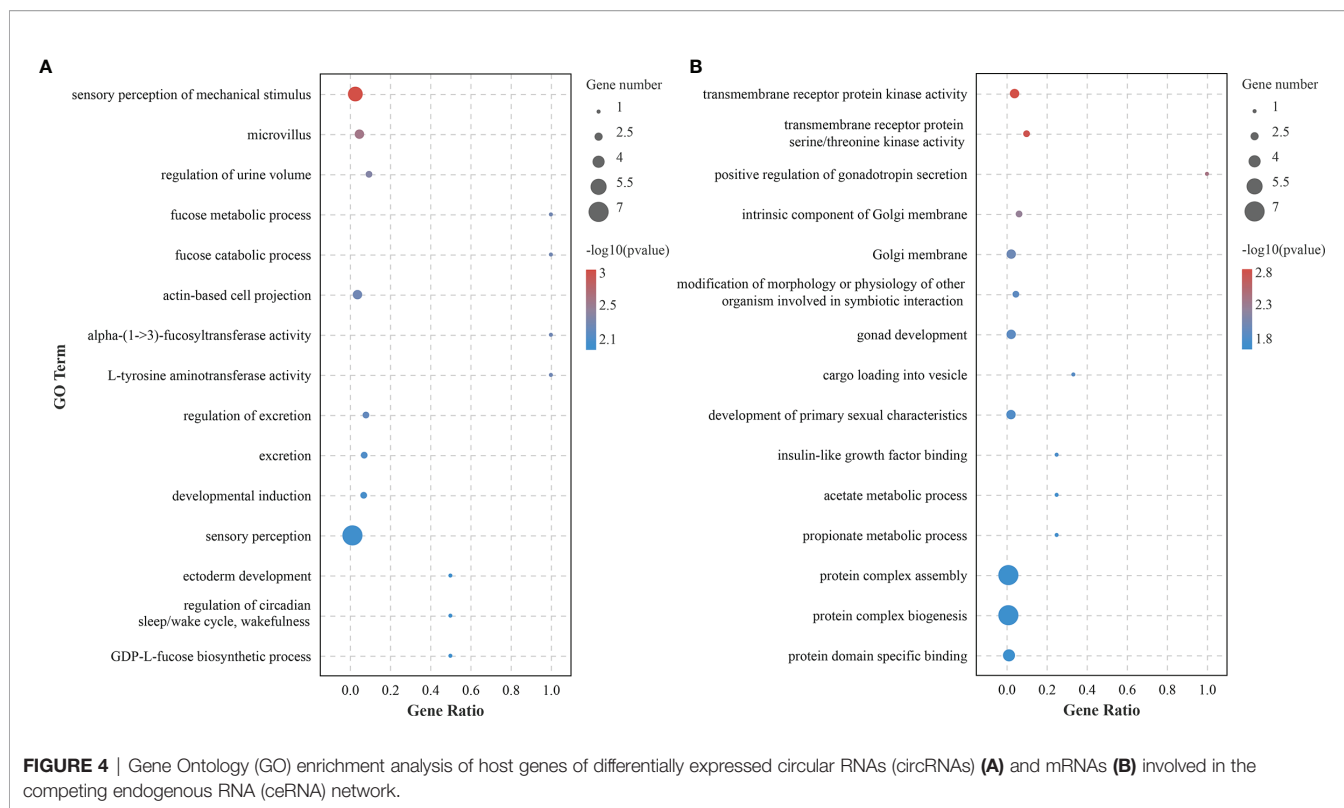 A
GO Term
sensory perception of mechanical stimulus
microvillus
regulation of urine volume
fucose metabolic process
fucose catabolic process
actin-based cell projection
alpha-(1->3)-fucosyltransferase activity
L-tyrosine aminotransferase activity
regulation of excretion
excretion
developmental induction
sensory perception
ectoderm development
regulation of circadian
sleep/wake cycle, wakefulness
GDP-L-fucose biosynthetic process
0.0 0.2 0.4 0.6 0.8 1.0
Gene Ratio
Gene number
1
2.5
4
5.5
7
-log10(pvalue)
3
2.5
2.1
B
transmembrane receptor protein kinase activity
transmembrane receptor protein
serine/threonine kinase activity
positive regulation of gonadotropin secretion
intrinsic component of Golgi membrane
Golgi membrane
modification of morphology or physiology of other
organism involved in symbiotic interaction
gonad development
cargo loading into vesicle
development of primary sexual characteristics
insulin-like growth factor binding
acetate metabolic process
propionate metabolic process
protein complex assembly
protein complex biogenesis
protein domain specific binding
0.0 0.2 0.4 0.6 0.8 1.0
Gene Ratio
Gene number
1
2.5
4
5.5
7
-log10(pvalue)
2.8
2.3
1.8
FIGURE 4 | Gene Ontology (GO) enrichment analysis of host genes of differentially expressed circular RNAs (circRNAs) (A) and mRNAs (B) involved in the
competing endogenous RNA (ceRNA) network.